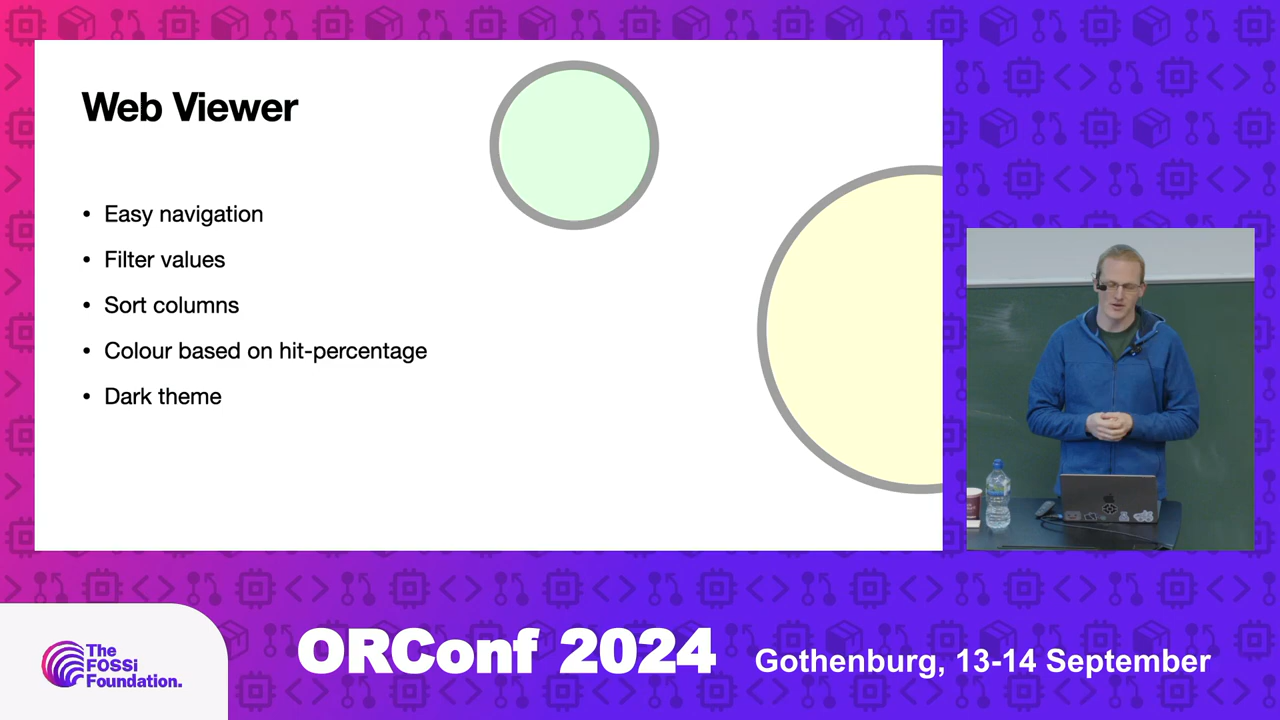 Web Viewer
• Easy navigation
• Filter values
• Sort columns
• Colour based on hit-percentage
• Dark theme
The
FOSSi
Foundation.
ORConf 2024
Gothenburg, 13-14 September